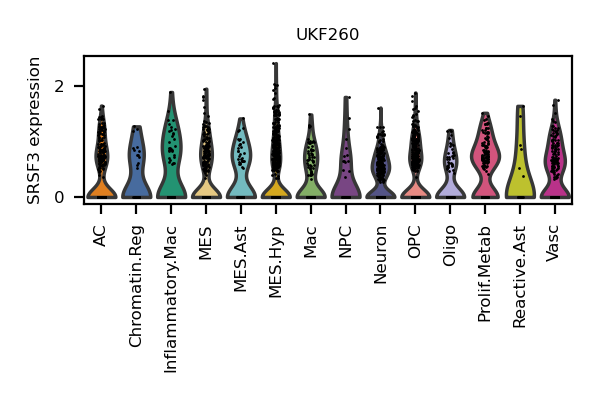 UKF260
SRSF3 expression
2
0
AC
Chromatin.Reg
Inflammatory.Mac
MES
MES.Ast
MES.Hyp
Mac
NPC
Neuron
OPC
Oligo
Prolif.Metab
Reactive.Ast
Vasc